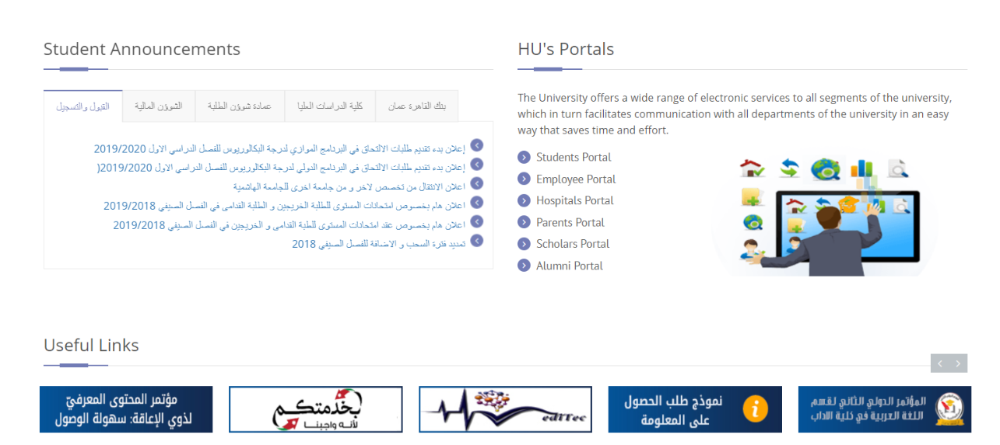 Student Announcements
القبول والتسجيل
الشوؤن المالية
عمادة شوؤن الطلبة
كلية الدراسات العليا
بنك القاهرة عمان
إعلان بدء تقديم طلبات الالتحاق في البرنامج الموازي لدرجة البكالوريوس للفصل الدراسي الاول 2019/2020
إعلان بدء تقديم طلبات الالتحاق في البرنامج الدولي لدرجة البكالوريوس للفصل الدراسي الاول 2019/2020(
اعلان الانتقال من تخصص لاخر و من جامعة اخرى للجامعة الهاشمية
اعلان هام بخصوص امتحانات المستوى للطلبة الخريجين و الطلبة القدامى في الفصل الصيفي 2019/2018
اعلان هام بخصوص عقد امتحانات المستوى للطبة القدامى و الخريجين في الفصل الصيفي 2019/2018
تمديد فترة السحب و الاضافة للفصل الصيفي 2018
HU's Portals
The University offers a wide range of electronic services to all segments of the university,
which in turn facilitates communication with all departments of the university in an easy
way that saves time and effort.
Students Portal
Employee Portal
Hospitals Portal
Parents Portal
Scholars Portal
Alumni Portal
Useful Links
مؤتمر المحتوى المعرفيّ
لذوي الإعاقة: سهولة الوصول
بخدمتكم
لأنه واجبنا
edITec
نموذج طلب الحصول
على المعلومة
المؤتمر الدولي الثاني لقسم
اللغة العربية في كلية الآداب